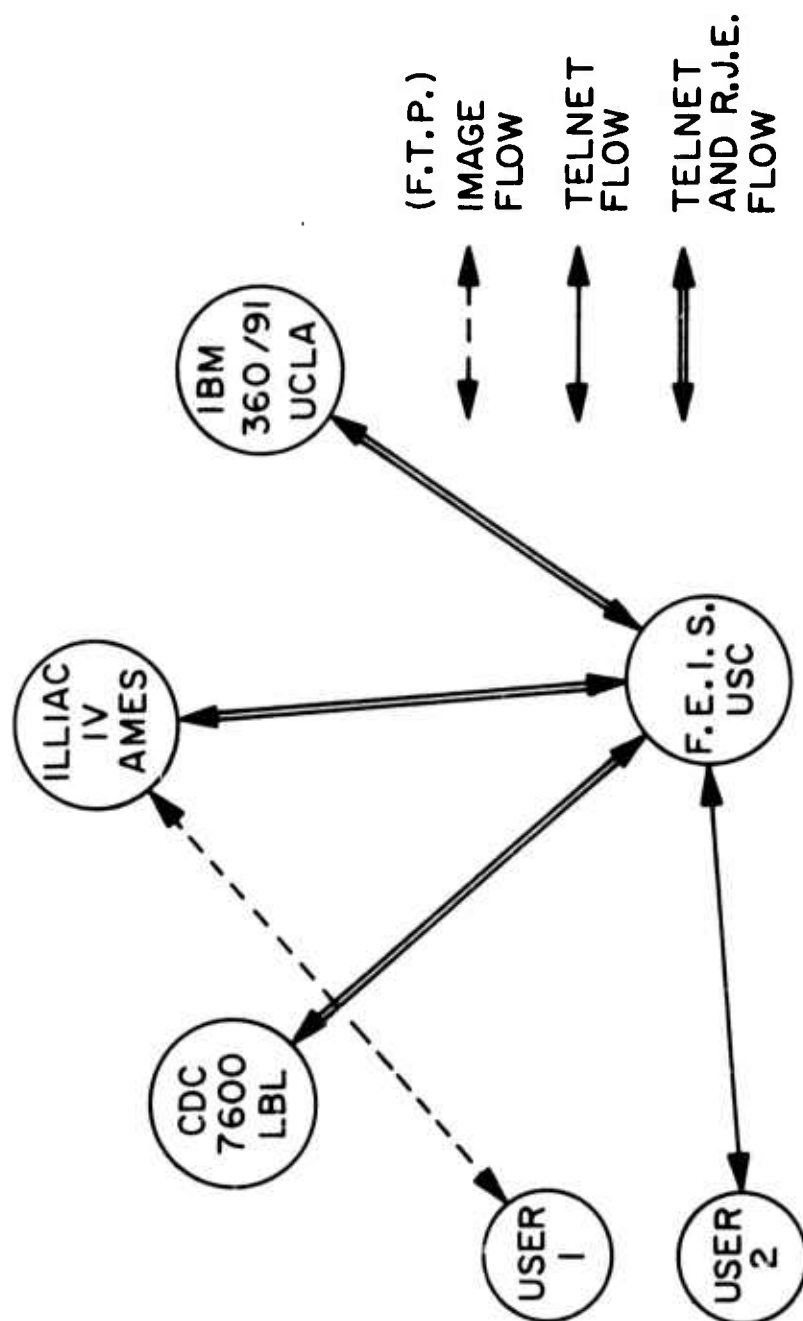 ILLIAC
IV
AMES
CDC
7600
LBL
IBM
360/91
UCLA
USER
1
USER
2
F.E.I.S.
USC
(F.T.P.)
IMAGE
FLOW
TELNET
FLOW
TELNET
AND R.J.E.
FLOW